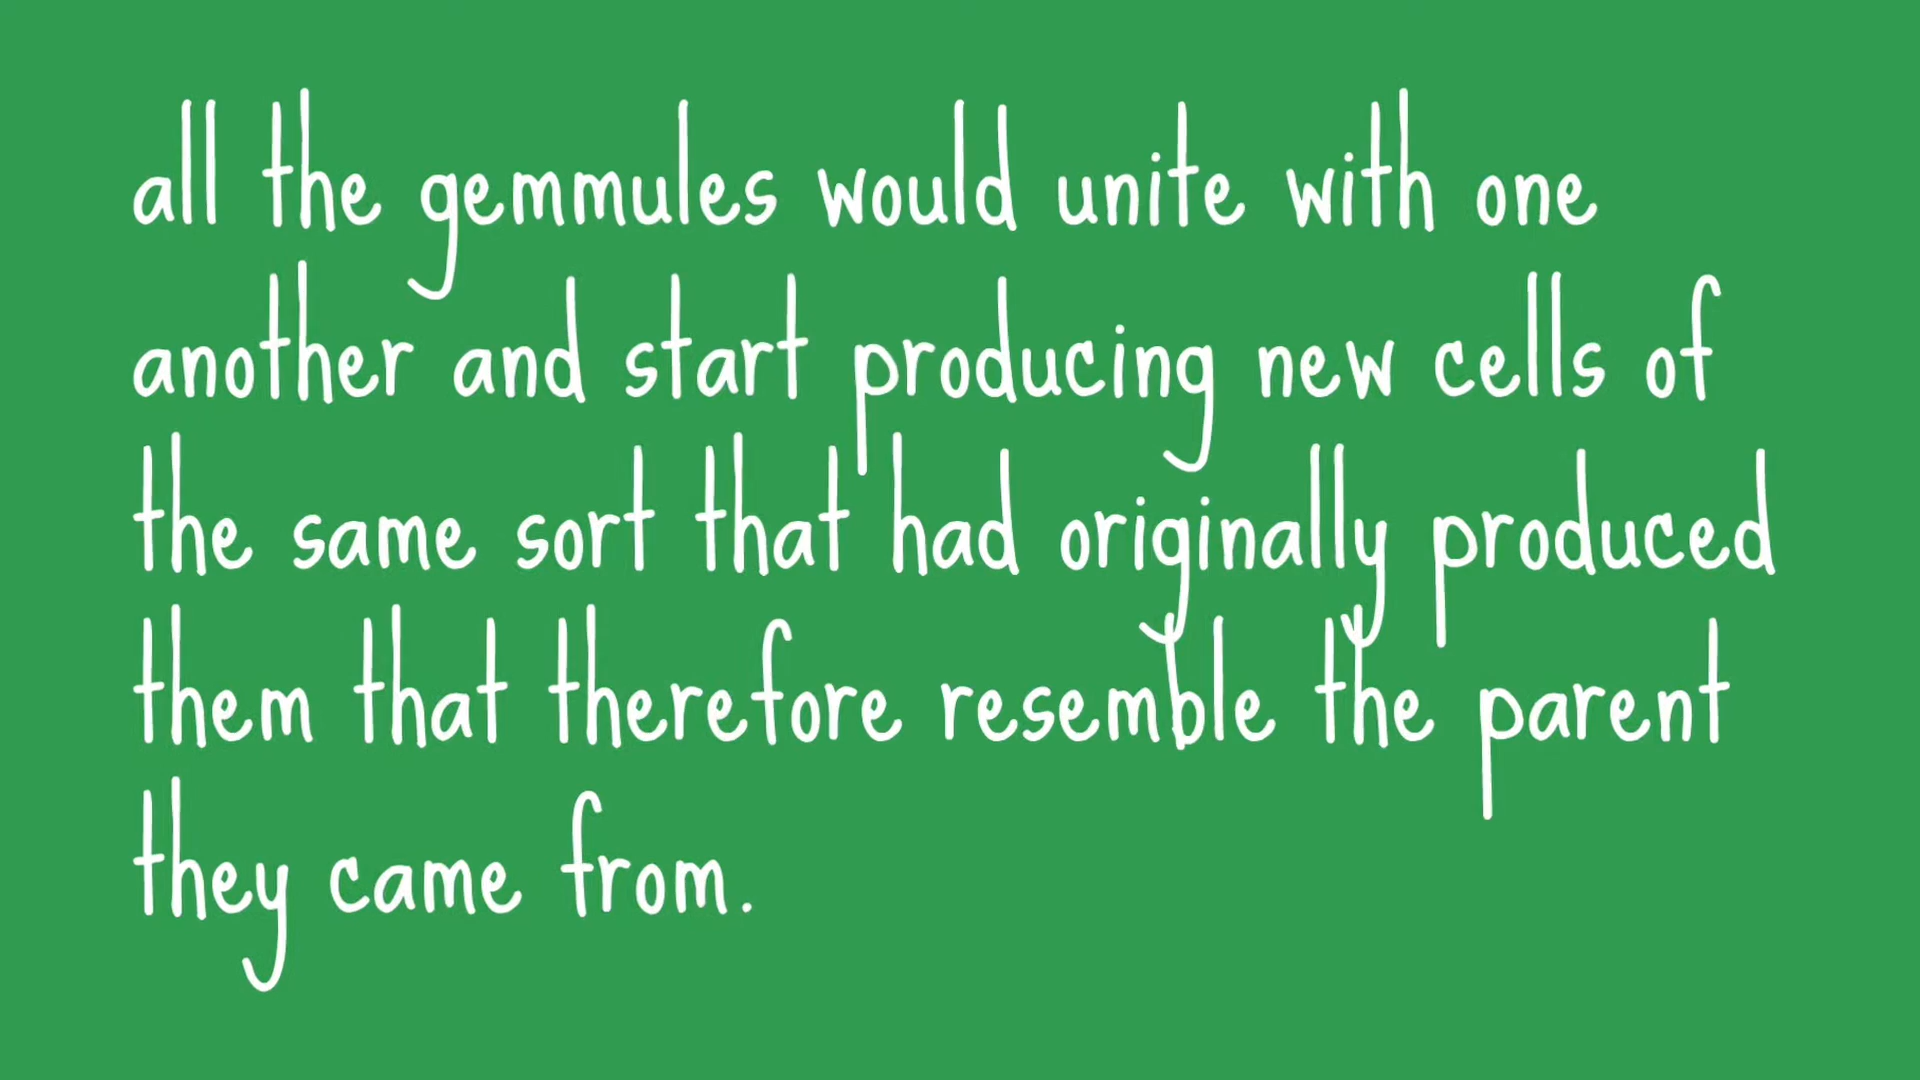 all the gemmules would unite with one
another and start producing new cells of
the same sort that had originally produced
them that therefore resemble the parent
they came from.